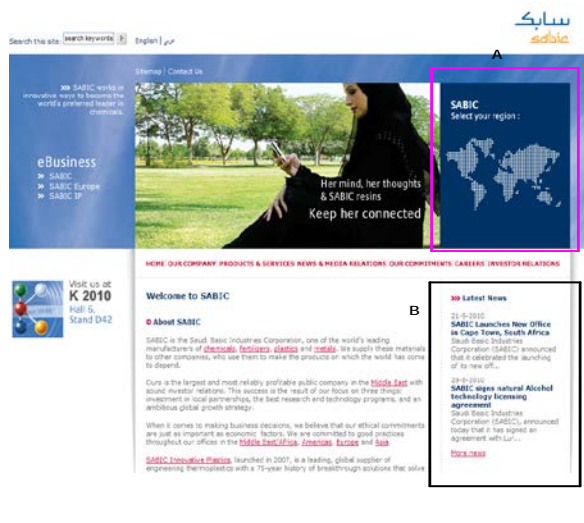 سابك
sabic
Search this site: search keywords
English | عربي
A
Sitemap | Contact Us
SABIC works in
innovative ways to become the
world's preferred leader in
chemicals.
eBusiness
SABIC
SABIC Europe
SABIC IP
Her mind, her thoughts
& SABIC resins
Keep her connected
SABIC
Select your region :
HOME OUR COMPANY PRODUCTS & SERVICES NEWS & MEDIA RELATIONS OUR COMMITMENTS CAREERS INVESTOR RELATIONS
Visit us at
K 2010
Hall 6,
Stand D42
Welcome to SABIC
About SABIC
SABIC is the Saudi Basic Industries Corporation, one of the world's leading
manufacturers of chemicals, fertilizers, plastics and metals. We supply these materials
to other companies, who use them to make the products on which the world has come
to depend.
Ours is the largest and most reliably profitable public company in the Middle East with
sound investor relations. This success is the result of our focus on three things:
investment in local partnerships, the best research and technology programs, and an
ambitious global growth strategy.
When it comes to making business decisions, we believe that our ethical commitments
are just as important as economic factors. We are committed to good practices
throughout our offices in the Middle East/Africa, Americas, Europe and Asia.
SABIC Innovative Plastics, launched in 2007, is a leading, global supplier of
engineering thermoplastics with a 75-year history of breakthrough solutions that solve
B
Latest News
SABIC Launches New Office
in Cape Town, South Africa
Saudi Basic Industries
Corporation (SABIC) announced
that it celebrated the launching
of its new off...
SABIC signs natural Alcohol
technology licensing
agreement
Saudi Basic Industries
Corporation (SABIC), announced
today that it has signed an
agreement with Lur...
More news